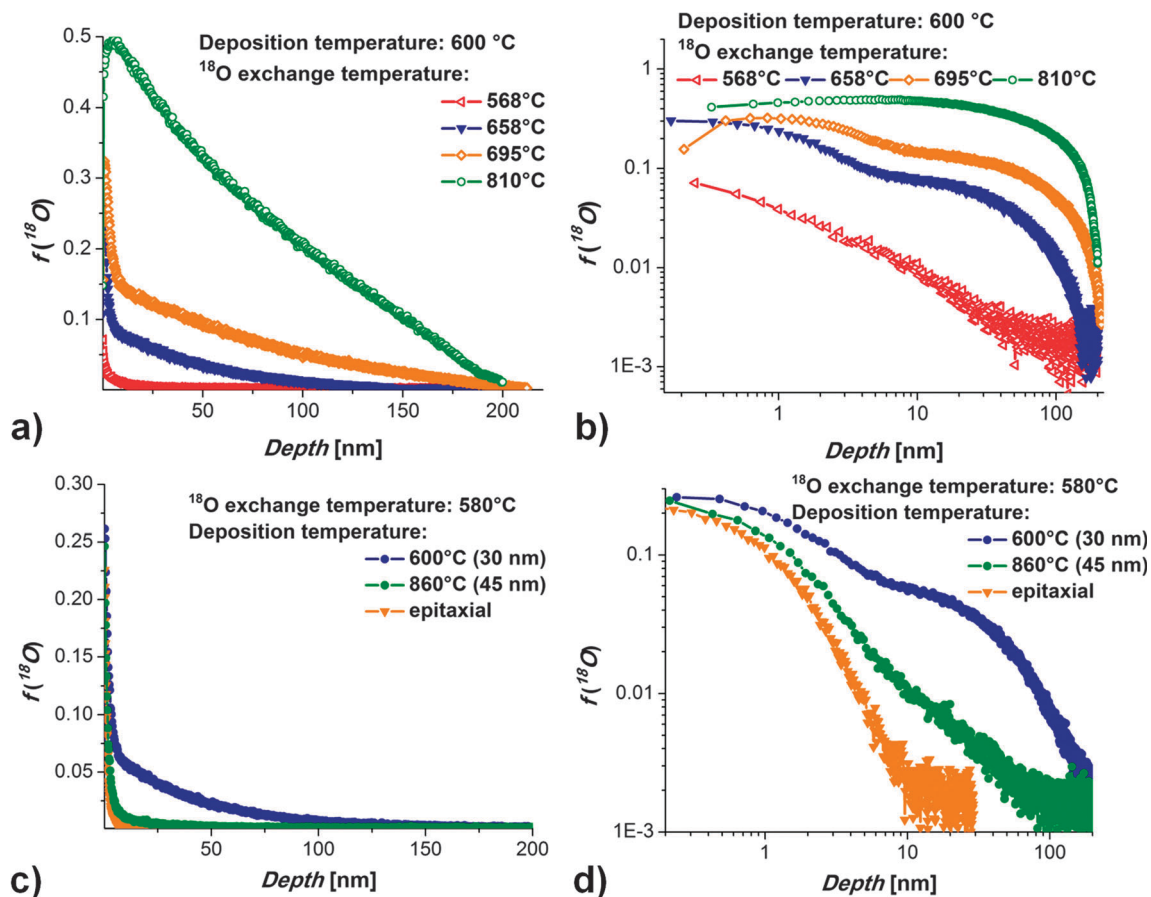 Deposition temperature: 600 °C
¹⁸O exchange temperature:
568°C
658°C
695°C
810°C
0.5
0.4
0.3
0.2
0.1
f(¹⁸O)
50
100
150
200
Depth [nm]
a)
Deposition temperature: 600 °C
¹⁸O exchange temperature:
568°C 658°C 695°C 810°C
1
0.1
0.01
1E-3
f(¹⁸O)
1
10
100
Depth [nm]
b)
¹⁸O exchange temperature: 580°C
Deposition temperature:
600°C (30 nm)
860°C (45 nm)
epitaxial
0.30
0.25
0.20
0.15
0.10
0.05
f(¹⁸O)
50
100
150
200
Depth [nm]
c)
¹⁸O exchange temperature: 580°C
Deposition temperature:
600°C (30 nm)
860°C (45 nm)
epitaxial
0.1
0.01
1E-3
f(¹⁸O)
1
10
100
Depth [nm]
d)